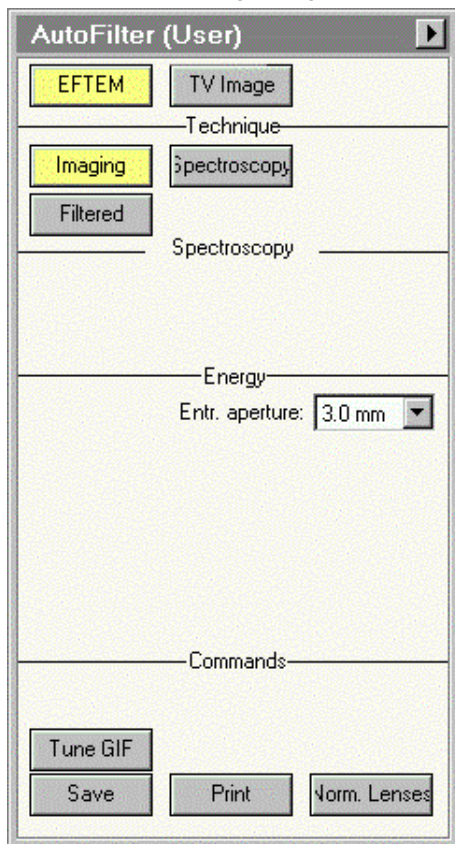 AutoFilter (User)
EFTEM TV Image
Technique
Imaging Spectroscopy
Filtered
Spectroscopy
Energy
Entr. aperture: 3.0 mm
Commands
Tune GIF
Save Print Norm. Lenses